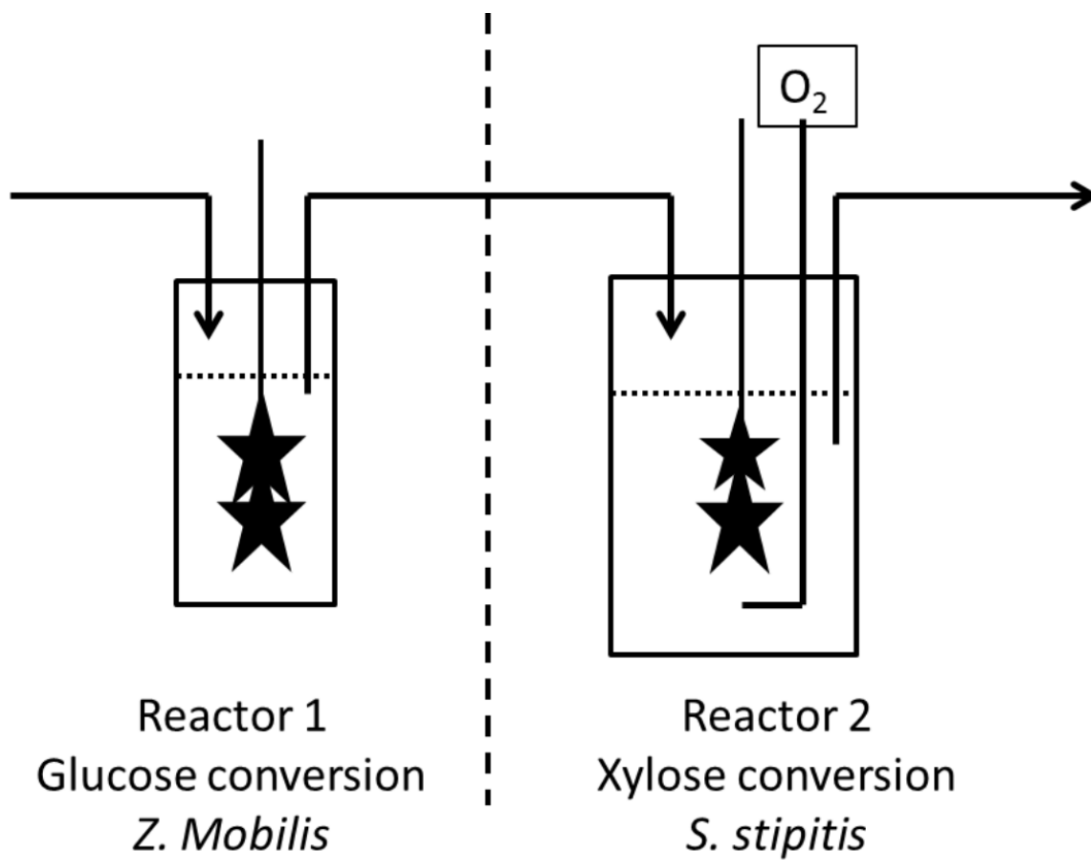 O₂
Reactor 1
Glucose conversion
Z. Mobilis
Reactor 2
Xylose conversion
S. stipitis